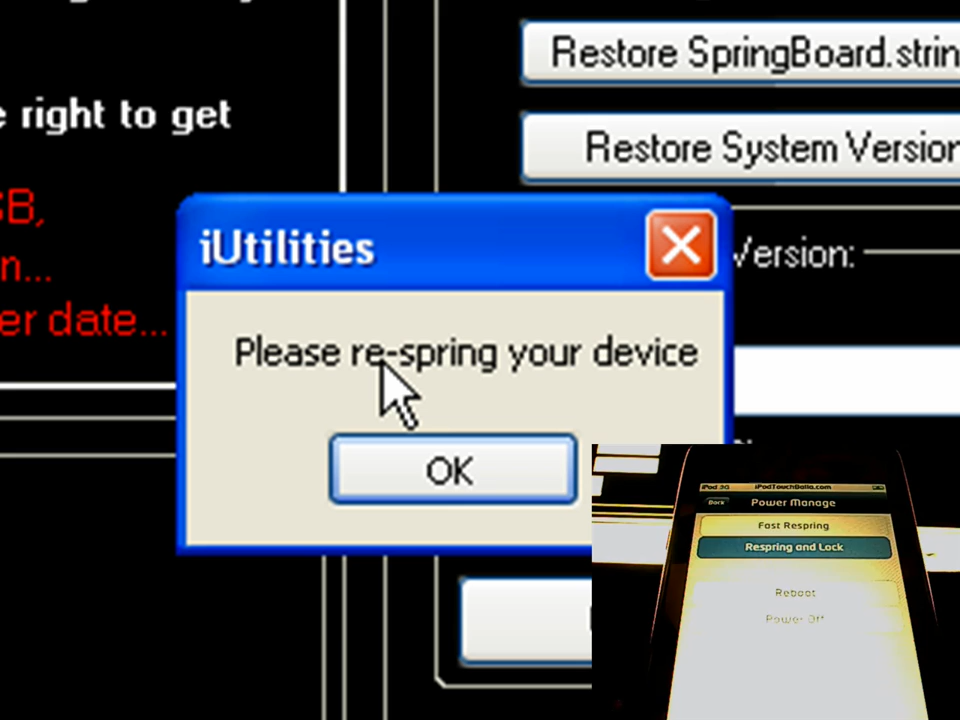 Restore SpringBoard.strin
e right to get
Restore System Version
SB,
n...
er date...
iUtilities
Version:
Please re-spring your device
OK
iPod 3G iPodTouchBalla.com
Back Power Manage
Fast Respring
Respring and Lock
Reboot
Power Off